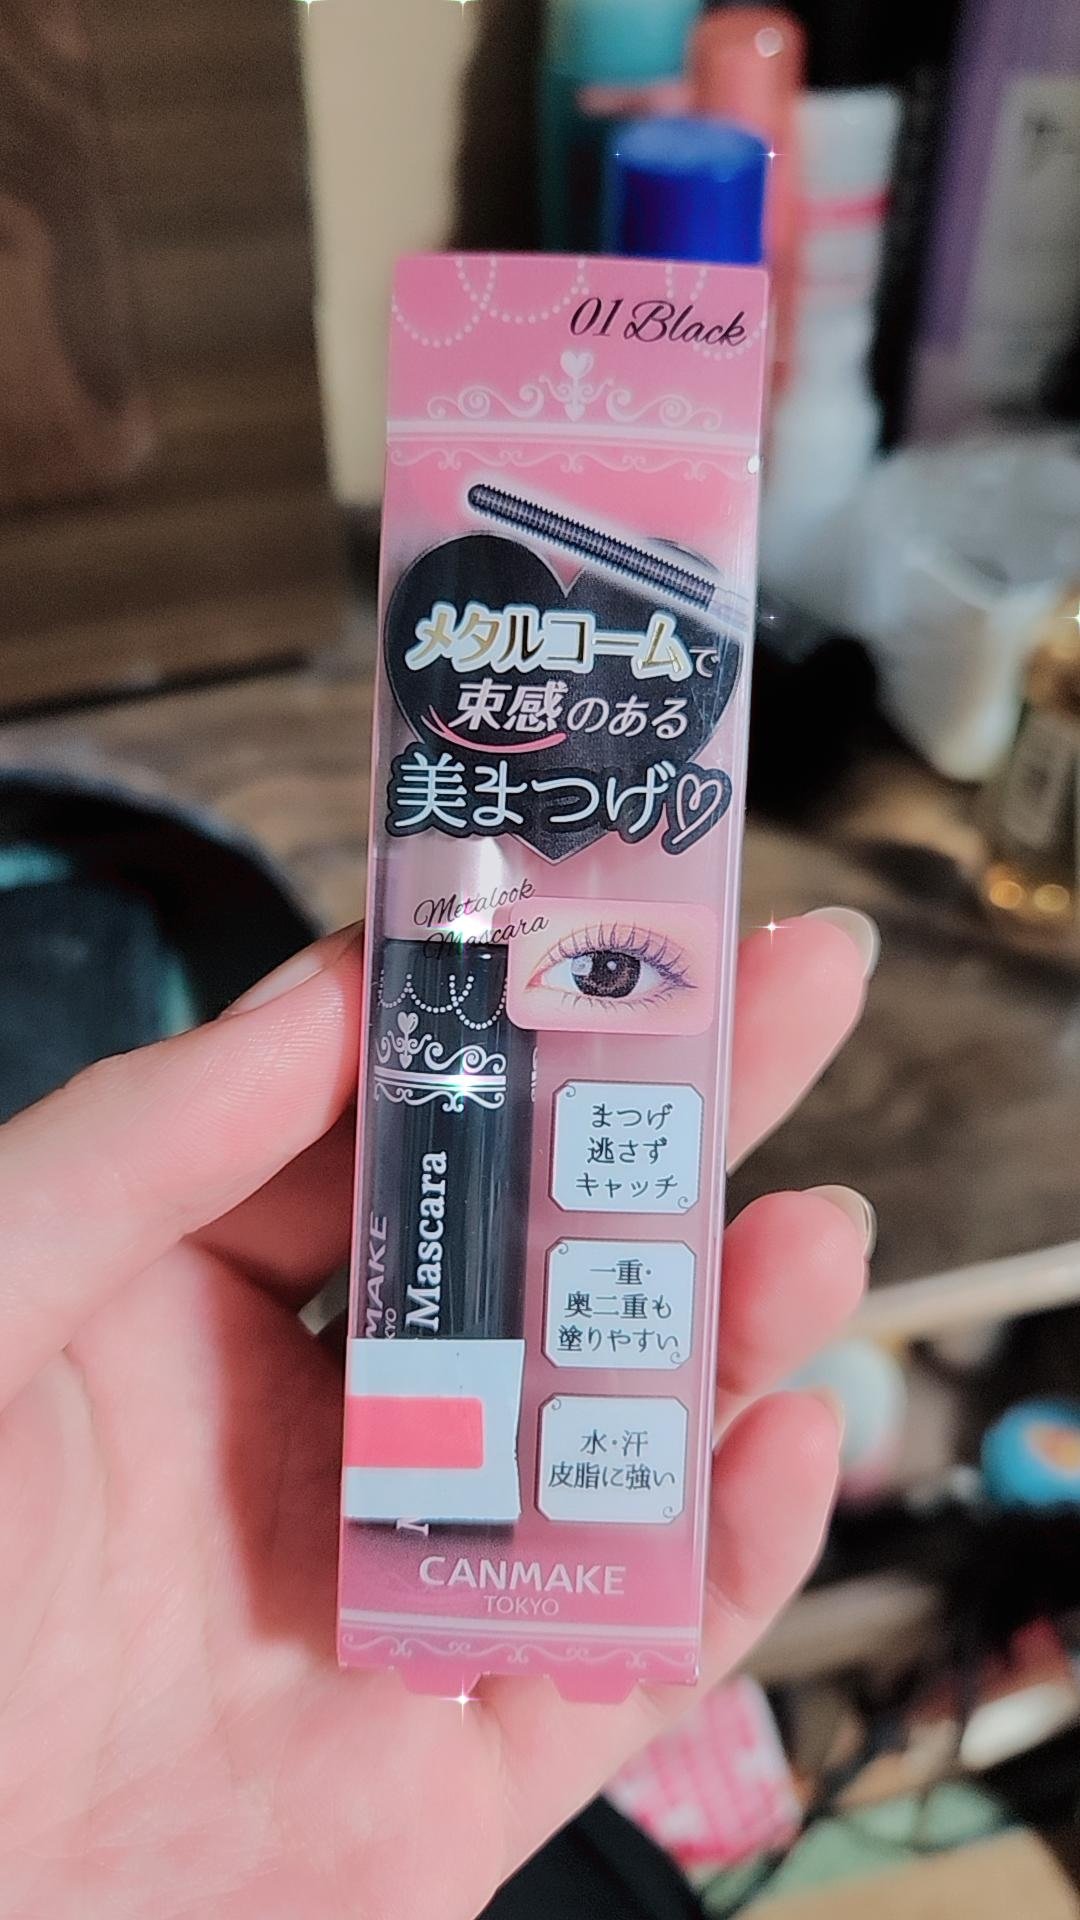 01 Black
メタルコームで
束感のある
美まつげ
Metalook
Mascara
まつげ
逃さず
キャッチ
一重・
奥二重も
塗りやすい
水・汗
皮脂に強い
Mascara
MAKE
KYO
CANMAKE
TOKYO